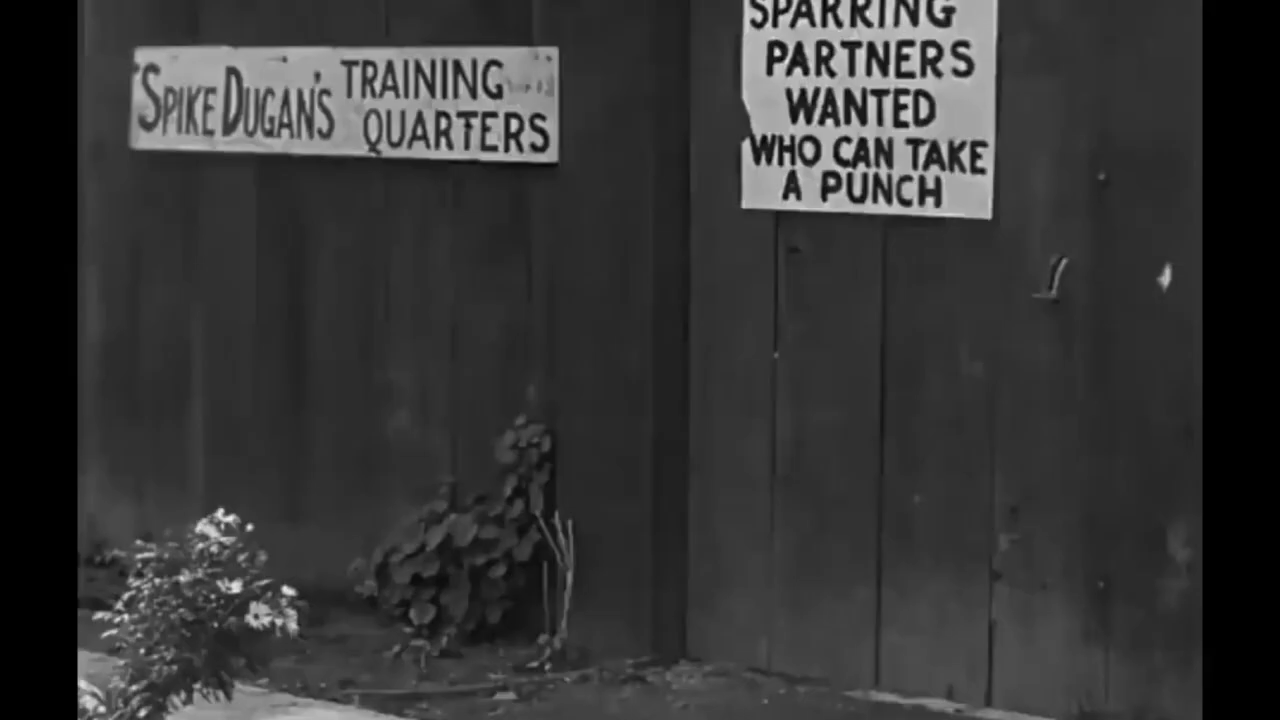 SPIKE DUGAN'S TRAINING
QUARTERS
SPARRING
PARTNERS
WANTED
WHO CAN TAKE
A PUNCH